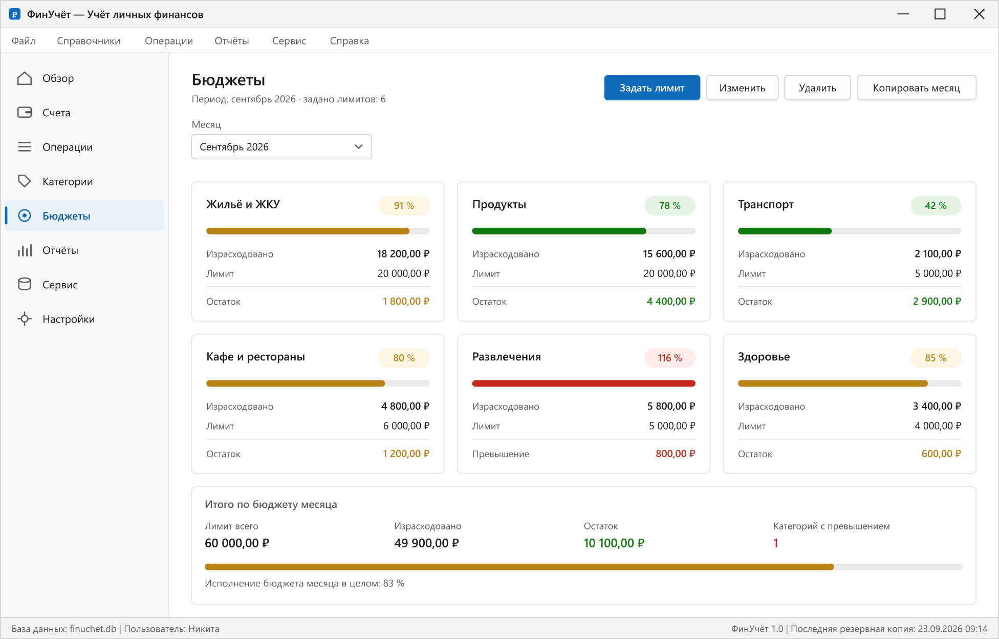 ₽ ФинУчёт — Учёт личных финансов
Файл Справочники Операции Отчёты Сервис Справка
Обзор
Счета
Операции
Категории
Бюджеты
Отчёты
Сервис
Настройки
Бюджеты
Период: сентябрь 2026 · задано лимитов: 6
Задать лимит Изменить Удалить Копировать месяц
Месяц
Сентябрь 2026
Жильё и ЖКУ 91 %
Израсходовано 18 200,00 ₽
Лимит 20 000,00 ₽
Остаток 1 800,00 ₽
Продукты 78 %
Израсходовано 15 600,00 ₽
Лимит 20 000,00 ₽
Остаток 4 400,00 ₽
Транспорт 42 %
Израсходовано 2 100,00 ₽
Лимит 5 000,00 ₽
Остаток 2 900,00 ₽
Кафе и рестораны 80 %
Израсходовано 4 800,00 ₽
Лимит 6 000,00 ₽
Остаток 1 200,00 ₽
Развлечения 116 %
Израсходовано 5 800,00 ₽
Лимит 5 000,00 ₽
Превышение 800,00 ₽
Здоровье 85 %
Израсходовано 3 400,00 ₽
Лимит 4 000,00 ₽
Остаток 600,00 ₽
Итого по бюджету месяца
Лимит всего Израсходовано Остаток Категорий с превышением
60 000,00 ₽ 49 900,00 ₽ 10 100,00 ₽ 1
Исполнение бюджета месяца в целом: 83 %
База данных: finuchet.db | Пользователь: Никита
ФинУчёт 1.0 | Последняя резервная копия: 23.09.2026 09:14